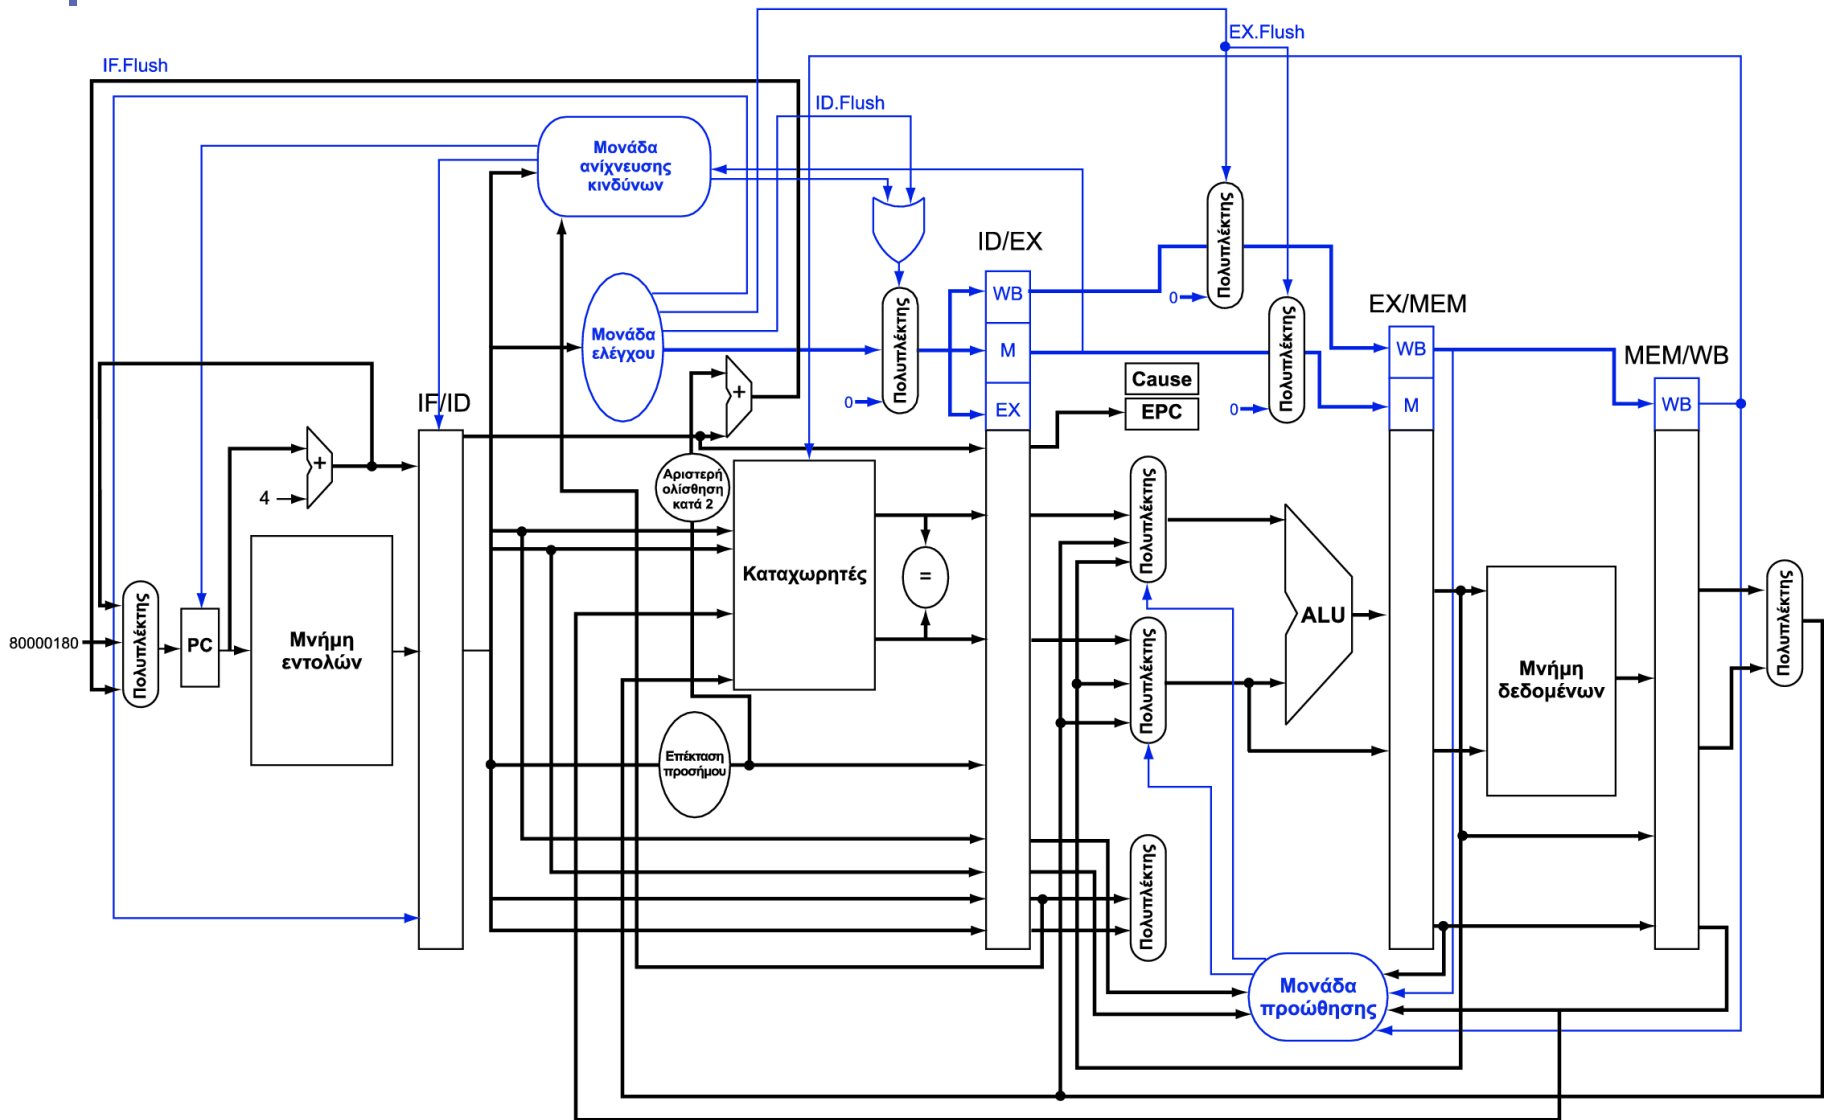 EX.Flush
IF.Flush
ID.Flush
Μονάδα
ανίχνευσης
κινδύνων
Πολυπλέκτης
ID/EX
WB
0
Πολυπλέκτης
EX/MEM
Μονάδα
ελέγχου
Πολυπλέκτης
M
WB
MEM/WB
Cause
+
IF/ID
0
EX
EPC
0
M
WB
+
4
Αριστερή
ολίσθηση
κατά 2
Καταχωρητές
=
Πολυπλέκτης
80000180
Πολυπλέκτης
PC
Μνήμη
εντολών
Πολυπλέκτης
ALU
Μνήμη
δεδομένων
Πολυπλέκτης
Επέκταση
προσήμου
Πολυπλέκτης
Μονάδα
προώθησης